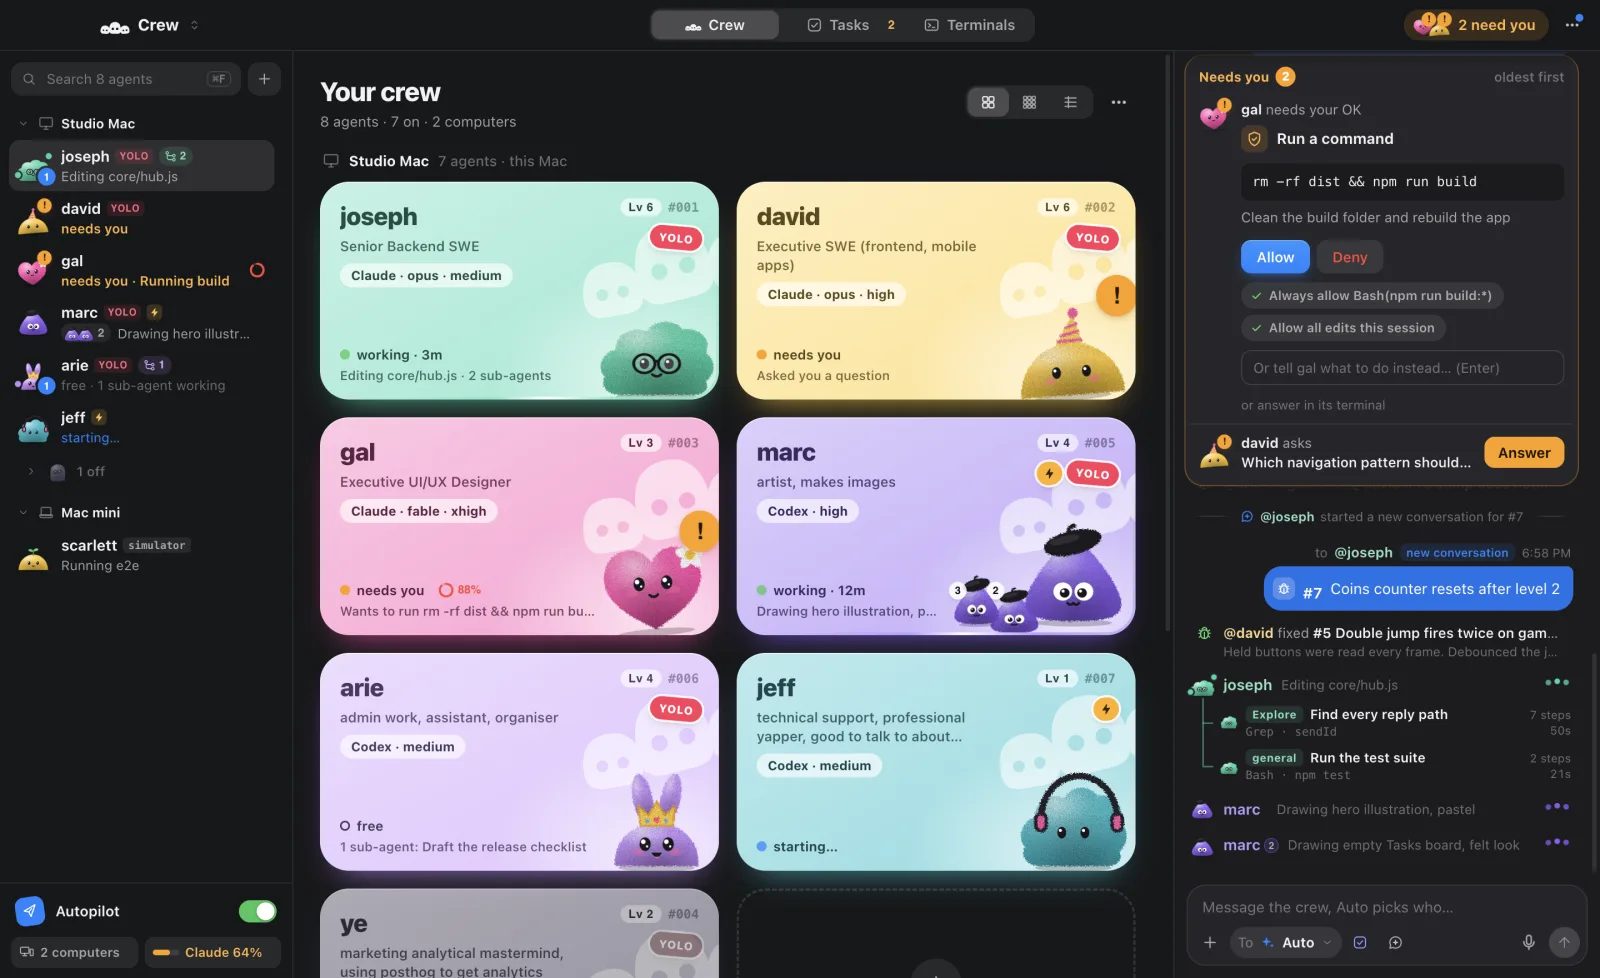 Crew
Crew
Tasks 2
Terminals
2 need you
Search 8 agents ⌘F
Studio Mac
joseph YOLO 2
1 Editing core/hub.js
david YOLO
needs you
gal
needs you · Running build
marc YOLO
2 Drawing hero illustr...
arie YOLO 1
1 free · 1 sub-agent working
jeff
starting...
1 off
Mac mini
scarlett simulator
Running e2e
Autopilot
2 computers
Claude 64%
Your crew
8 agents · 7 on · 2 computers
Studio Mac 7 agents · this Mac
joseph
Lv 6 #001
YOLO
Senior Backend SWE
Claude · opus · medium
working · 3m
Editing core/hub.js · 2 sub-agents
david
Lv 6 #002
YOLO
Executive SWE (frontend, mobile
apps)
Claude · opus · high
!
needs you
Asked you a question
gal
Lv 3 #003
Executive UI/UX Designer
Claude · fable · xhigh
!
needs you 88%
Wants to run rm -rf dist && npm run bu...
marc
Lv 4 #005
YOLO
artist, makes images
Codex · high
3 2
working · 12m
Drawing hero illustration, p...
arie
Lv 4 #006
YOLO
admin work, assistant, organiser
Codex · medium
free
1 sub-agent: Draft the release checklist
jeff
Lv 1 #007
technical support, professional
yapper, good to talk to about...
Codex · medium
starting...
ye
Lv 2 #004
YOLO
marketing analytical mastermind,
using posthog to get analytics
Needs you 2
oldest first
gal needs your OK
Run a command
rm -rf dist && npm run build
Clean the build folder and rebuild the app
Allow
Deny
Always allow Bash(npm run build:*)
Allow all edits this session
Or tell gal what to do instead... (Enter)
or answer in its terminal
david asks
Which navigation pattern should...
Answer
@joseph started a new conversation for #7
to @joseph new conversation 6:58 PM
#7 Coins counter resets after level 2
@david fixed #5 Double jump fires twice on gam...
Held buttons were read every frame. Debounced the j...
joseph Editing core/hub.js
Explore Find every reply path 7 steps
Grep · sendId 50s
general Run the test suite 2 steps
Bash · npm test 21s
marc Drawing hero illustration, pastel
marc 2 Drawing empty Tasks board, felt look
Message the crew, Auto picks who...
To Auto